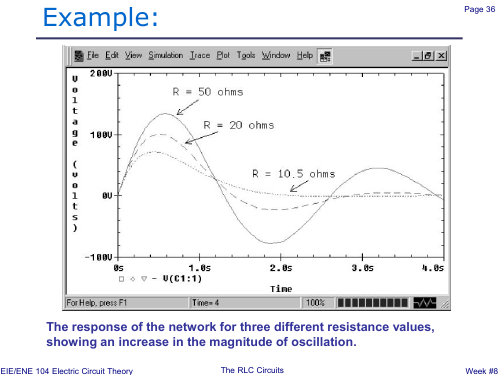 Example:
Page 36
File Edit View Simulation Trace Plot Tools Window Help
Voltage (volts)
200V
R = 50 ohms
R = 20 ohms
100V
R = 10.5 ohms
0V
-100V
0s 1.0s 2.0s 3.0s 4.0s
V(C1:1)
Time
For Help, press F1 Time= 4 100%
The response of the network for three different resistance values,
showing an increase in the magnitude of oscillation.
EIE/ENE 104 Electric Circuit Theory
The RLC Circuits
Week #8